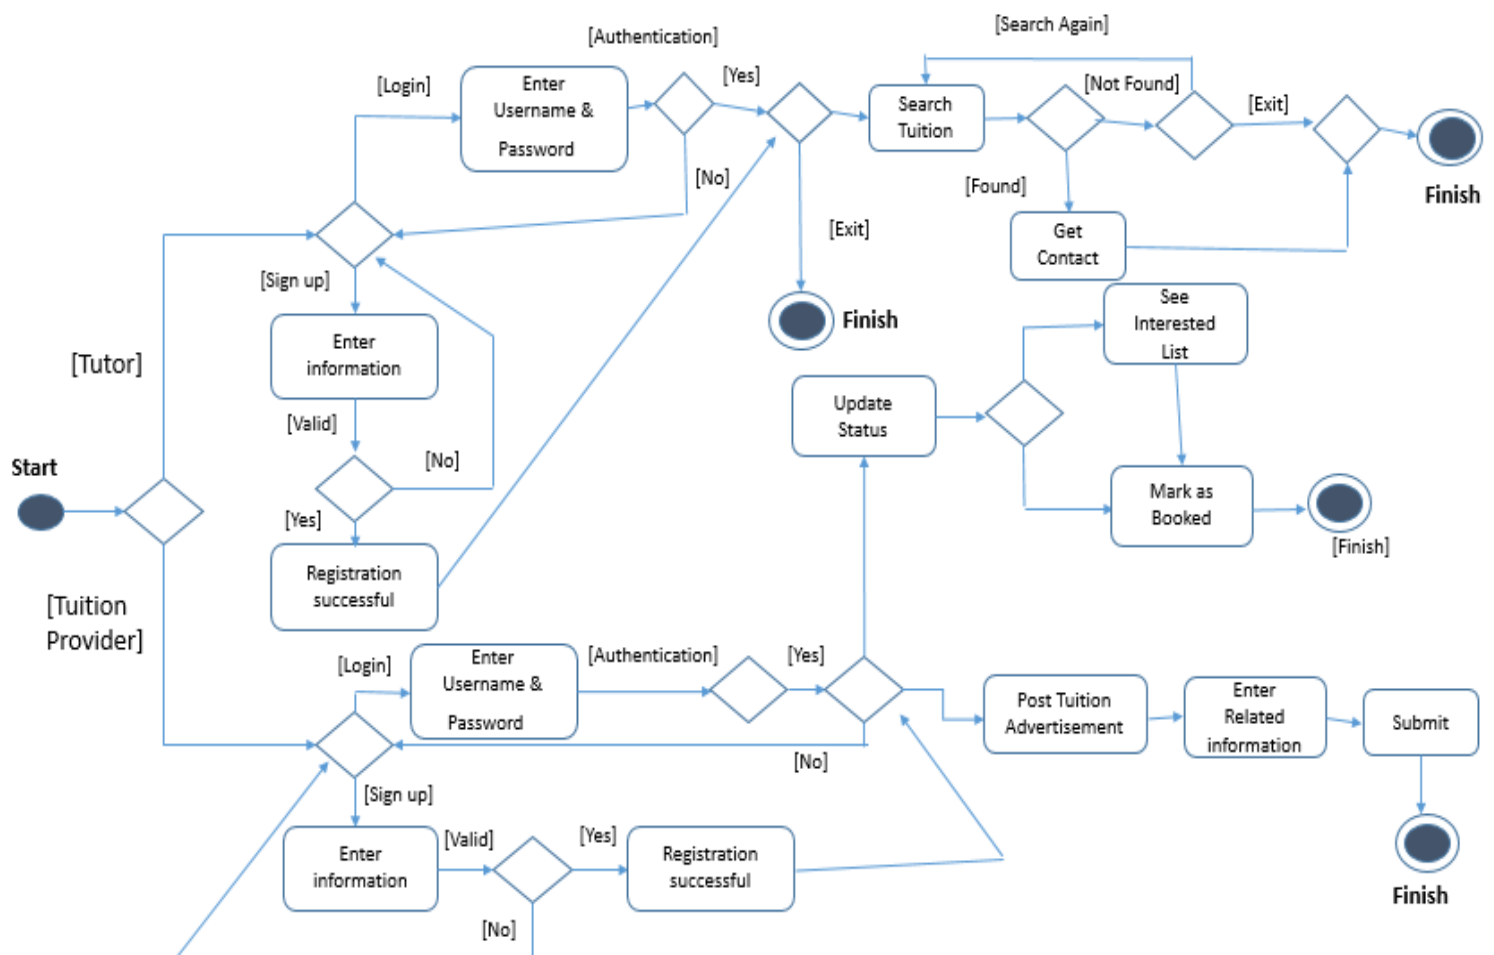 [Search Again]
[Authentication]
[Login]
Enter
Username &
Password
[Yes]
[No]
Search
Tuition
[Not Found]
[Exit]
Finish
[Found]
Get
Contact
[Exit]
Finish
[Sign up]
Enter
information
[Valid]
[No]
[Yes]
Registration
successful
[Tutor]
Start
[Tuition
Provider]
See
Interested
List
Update
Status
Mark as
Booked
[Finish]
[Login]
Enter
Username &
Password
[Authentication]
[Yes]
[No]
Post Tuition
Advertisement
Enter
Related
information
Submit
Finish
[Sign up]
Enter
information
[Valid]
[Yes]
Registration
successful
[No]